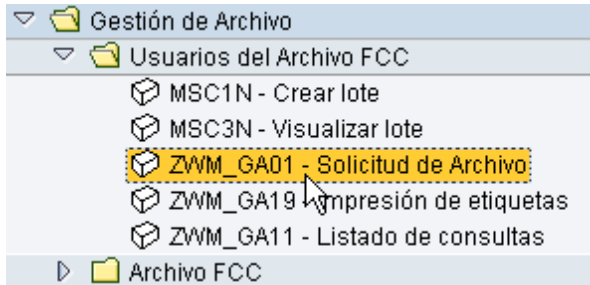 Gestión de Archivo
Usuarios del Archivo FCC
MSC1N - Crear lote
MSC3N - Visualizar lote
ZWM_GA01 - Solicitud de Archivo
ZWM_GA19 - Impresión de etiquetas
ZWM_GA11 - Listado de consultas
Archivo FCC